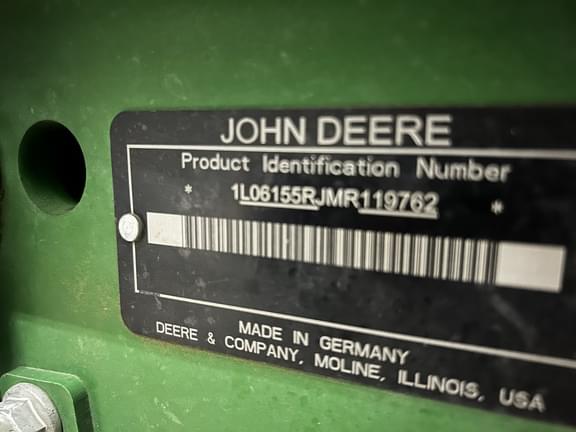 JOHN DEERE
Product Identification Number
* 1L06155RJMR119762 *
MADE IN GERMANY
DEERE & COMPANY, MOLINE, ILLINOIS, USA